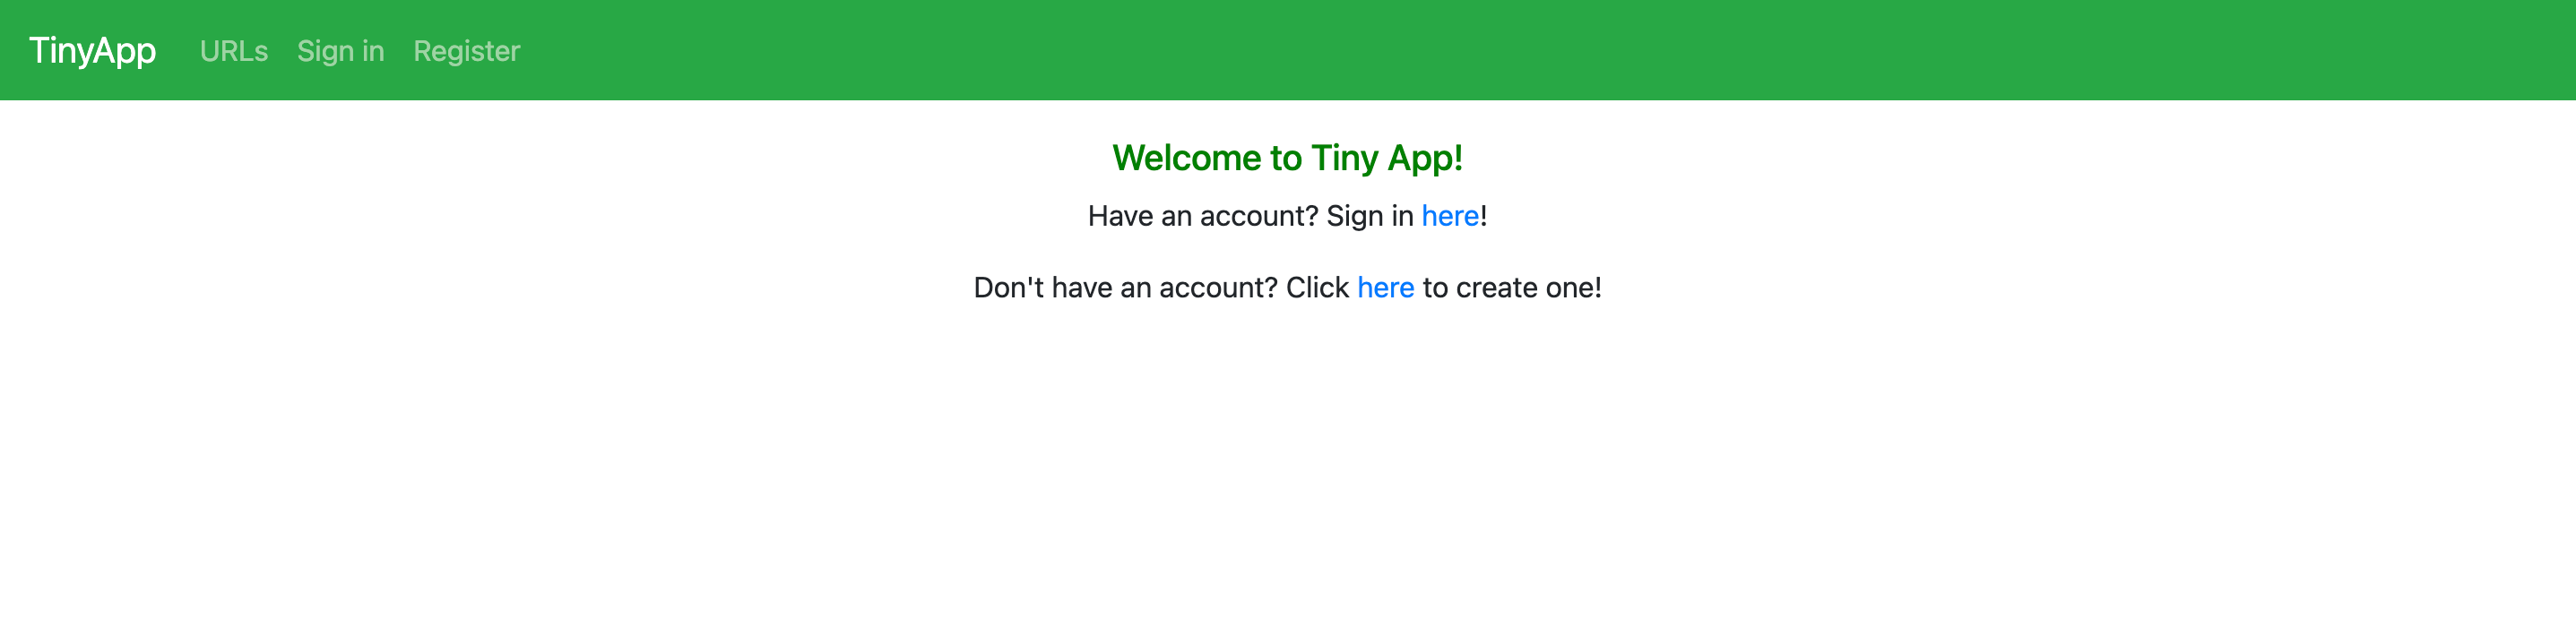 TinyApp URLs Sign in Register
Welcome to Tiny App!
Have an account? Sign in here!
Don't have an account? Click here to create one!